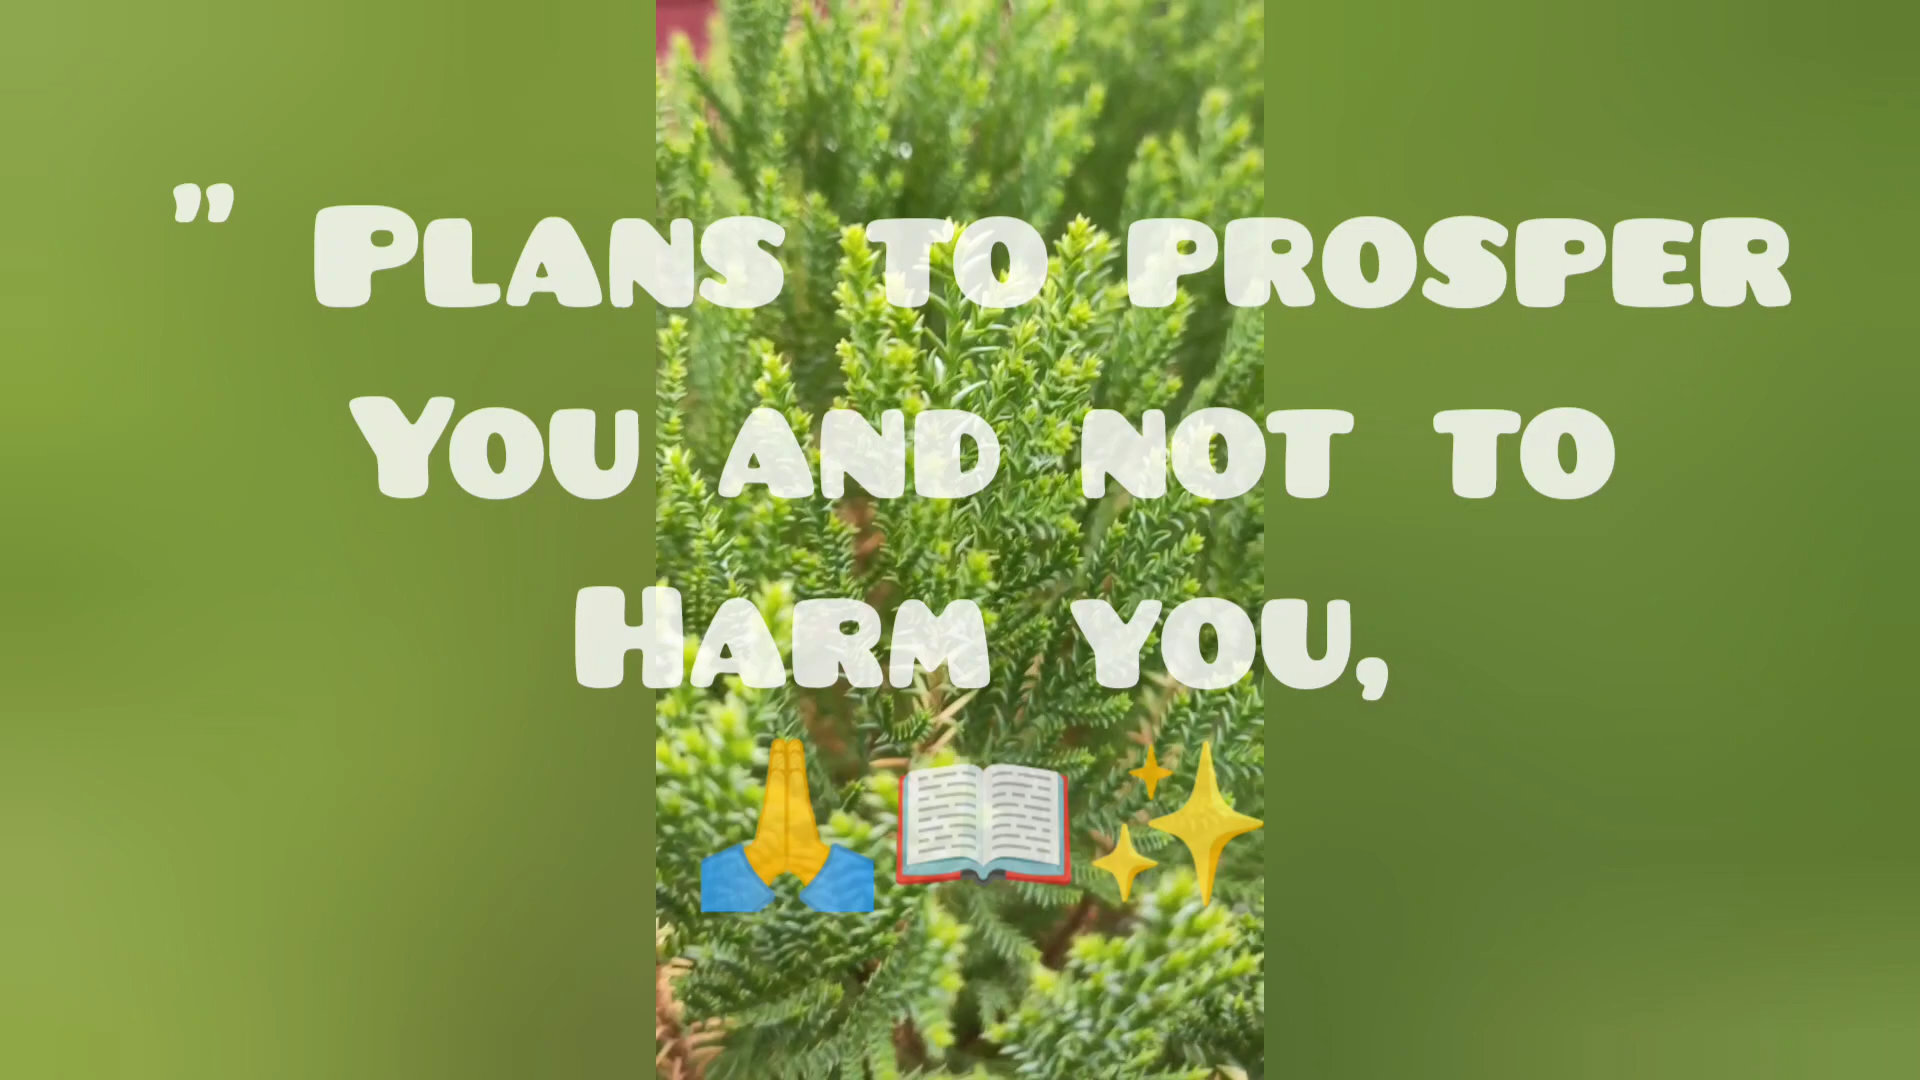 " Plans to prosper
You and not to
Harm you,
🙏📖✨